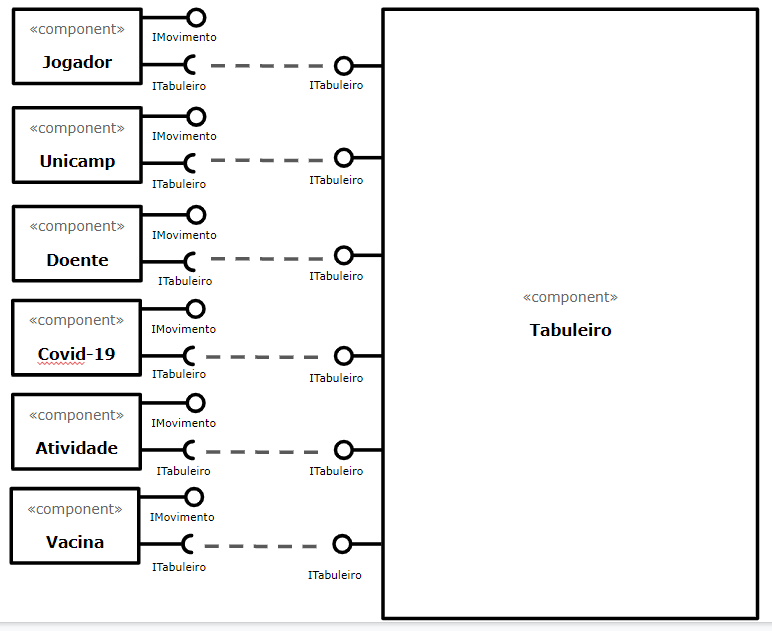 «component»
Jogador
IMovimento
ITabuleiro
ITabuleiro
«component»
Unicamp
IMovimento
ITabuleiro
ITabuleiro
«component»
Doente
IMovimento
ITabuleiro
ITabuleiro
«component»
Covid-19
IMovimento
ITabuleiro
ITabuleiro
«component»
Atividade
IMovimento
ITabuleiro
ITabuleiro
«component»
Vacina
IMovimento
ITabuleiro
ITabuleiro
«component»
Tabuleiro